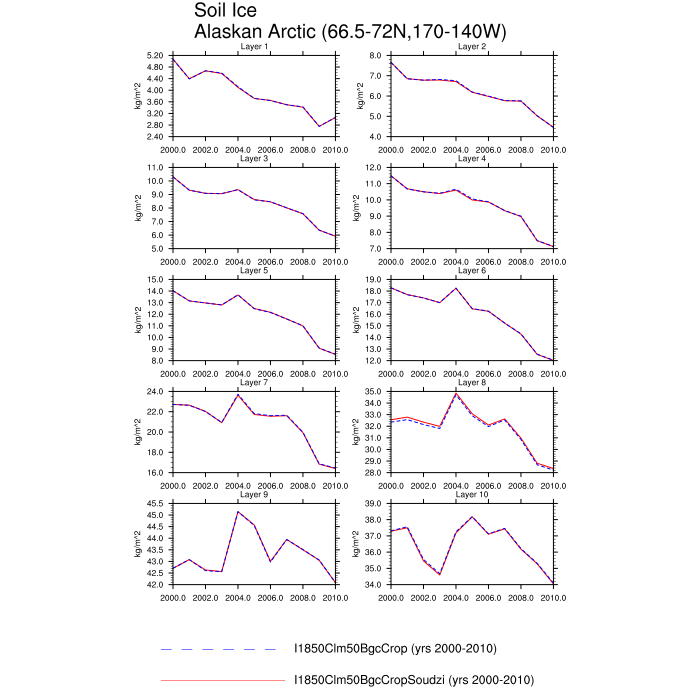 Soil Ice
Alaskan Arctic (66.5-72N,170-140W)
Layer 1
5.20
4.80
4.40
4.00
3.60
3.20
2.80
2.40
kg/m^2
2000.0 2002.0 2004.0 2006.0 2008.0 2010.0
Layer 2
8.0
7.0
6.0
5.0
4.0
kg/m^2
2000.0 2002.0 2004.0 2006.0 2008.0 2010.0
Layer 3
11.0
10.0
9.0
8.0
7.0
6.0
5.0
kg/m^2
2000.0 2002.0 2004.0 2006.0 2008.0 2010.0
Layer 4
12.0
11.0
10.0
9.0
8.0
7.0
kg/m^2
2000.0 2002.0 2004.0 2006.0 2008.0 2010.0
Layer 5
15.0
14.0
13.0
12.0
11.0
10.0
9.0
8.0
kg/m^2
2000.0 2002.0 2004.0 2006.0 2008.0 2010.0
Layer 6
19.0
18.0
17.0
16.0
15.0
14.0
13.0
12.0
kg/m^2
2000.0 2002.0 2004.0 2006.0 2008.0 2010.0
Layer 7
24.0
22.0
20.0
18.0
16.0
kg/m^2
2000.0 2002.0 2004.0 2006.0 2008.0 2010.0
Layer 8
35.0
34.0
33.0
32.0
31.0
30.0
29.0
28.0
kg/m^2
2000.0 2002.0 2004.0 2006.0 2008.0 2010.0
Layer 9
45.5
45.0
44.5
44.0
43.5
43.0
42.5
42.0
kg/m^2
2000.0 2002.0 2004.0 2006.0 2008.0 2010.0
Layer 10
39.0
38.0
37.0
36.0
35.0
34.0
kg/m^2
2000.0 2002.0 2004.0 2006.0 2008.0 2010.0
I1850Clm50BgcCrop (yrs 2000-2010)
I1850Clm50BgcCropSoudzi (yrs 2000-2010)